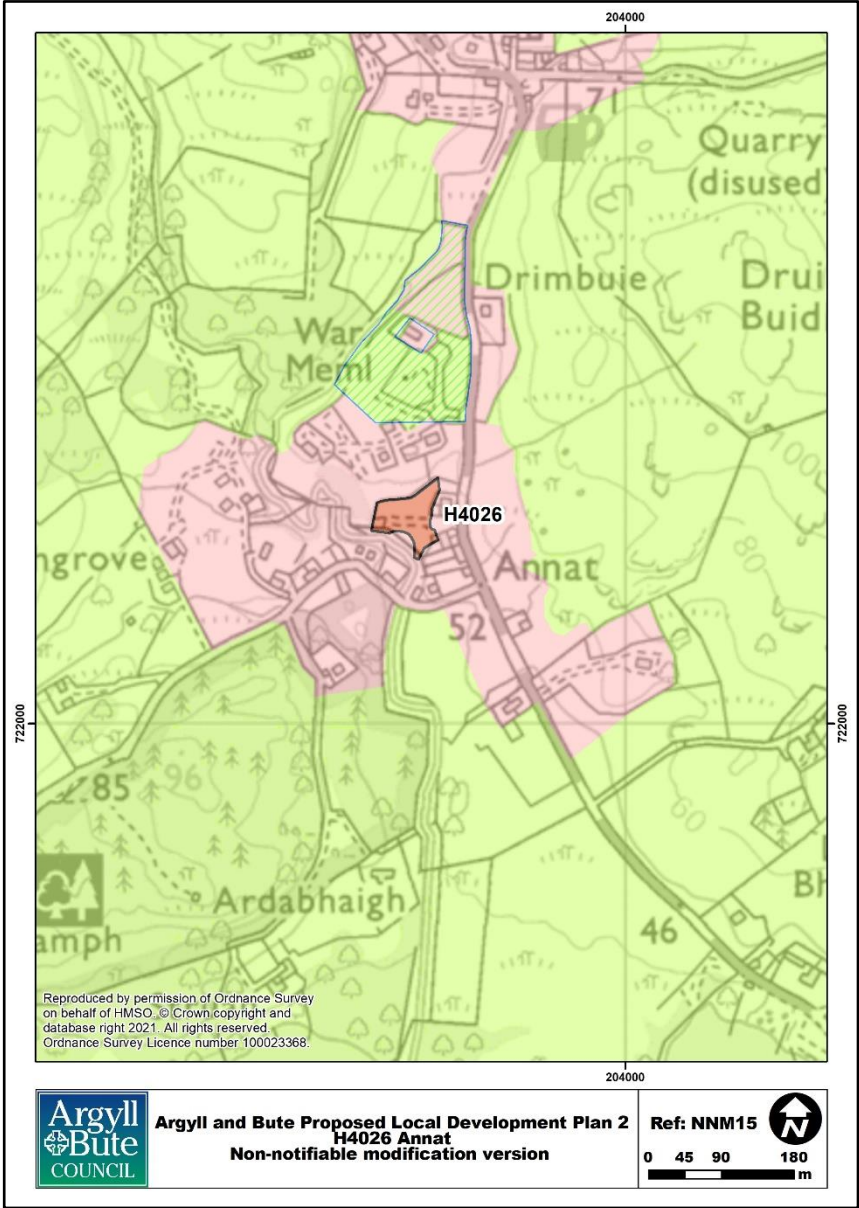 204000
71
Quarry
(disused)
Drimbuie
Drui
Buid
War
Meml
100
H4026
ngrove
80
Annat
52
722000
722000
96
85
60
Ardabhaigh
amph
46
Bh
Reproduced by permission of Ordnance Survey
on behalf of HMSO. © Crown copyright and
database right 2021. All rights reserved.
Ordnance Survey Licence number 100023368.
204000
Argyll
&Bute
COUNCIL
Argyll and Bute Proposed Local Development Plan 2
H4026 Annat
Non-notifiable modification version
Ref: NNM15
N
0 45 90 180
m